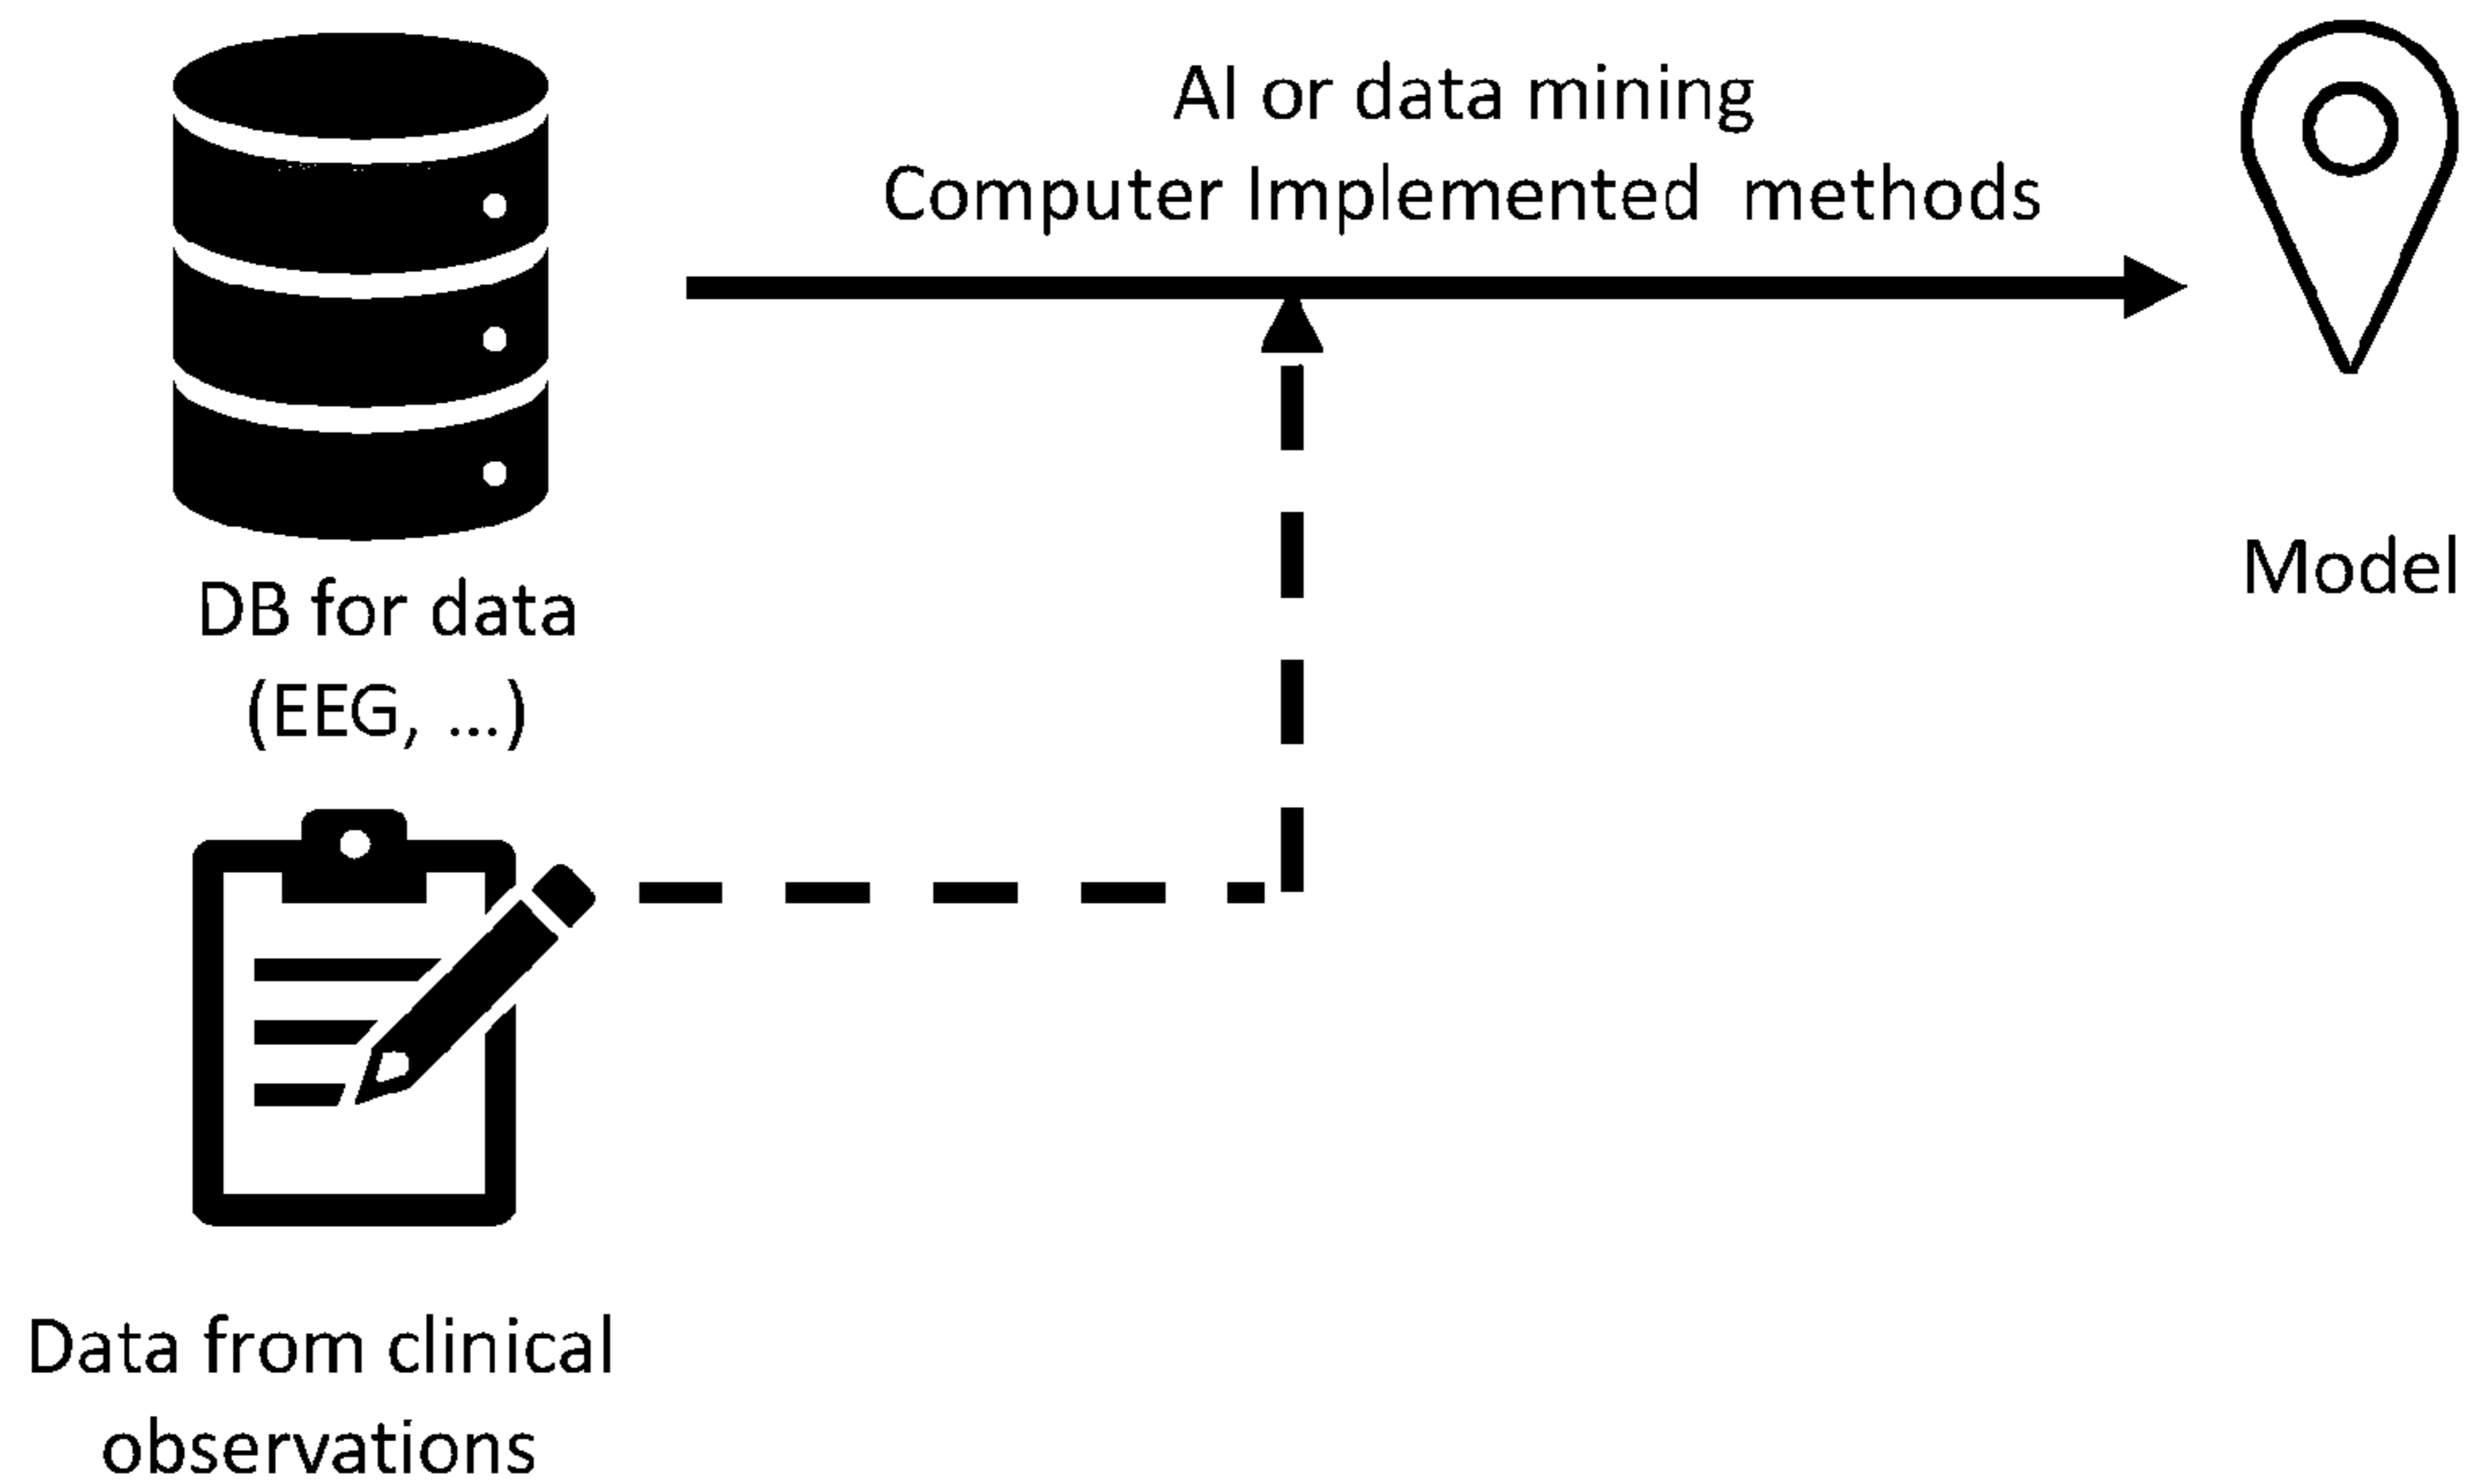 AI or data mining
Computer Implemented methods
DB for data
(EEG, ...)
Model
Data from clinical
observations